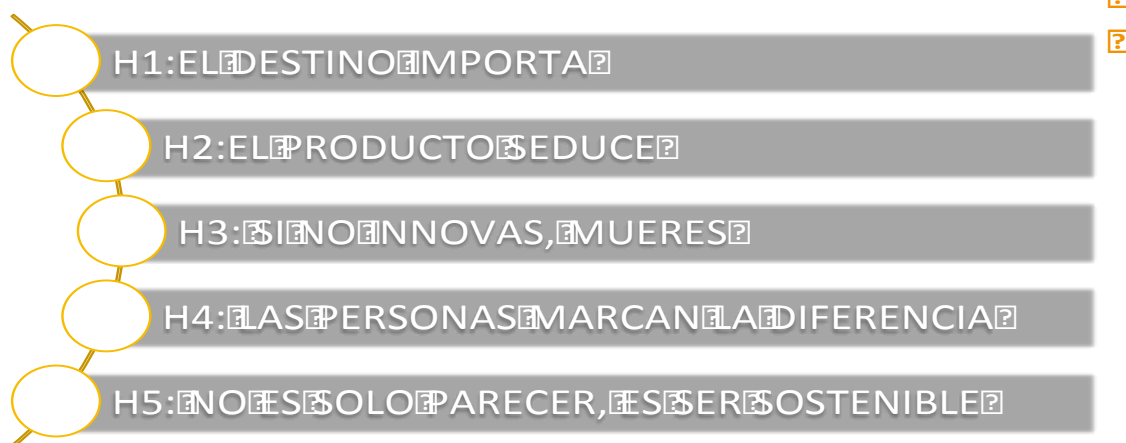 H1:EL DESTINO IMPORTA
H2:EL PRODUCTO SEDUCE
H3: SI NO INNOVAS, MUERES
H4: LAS PERSONAS MARCAN LA DIFERENCIA
H5: NO ES SOLO PARECER, ES SER SOSTENIBLE